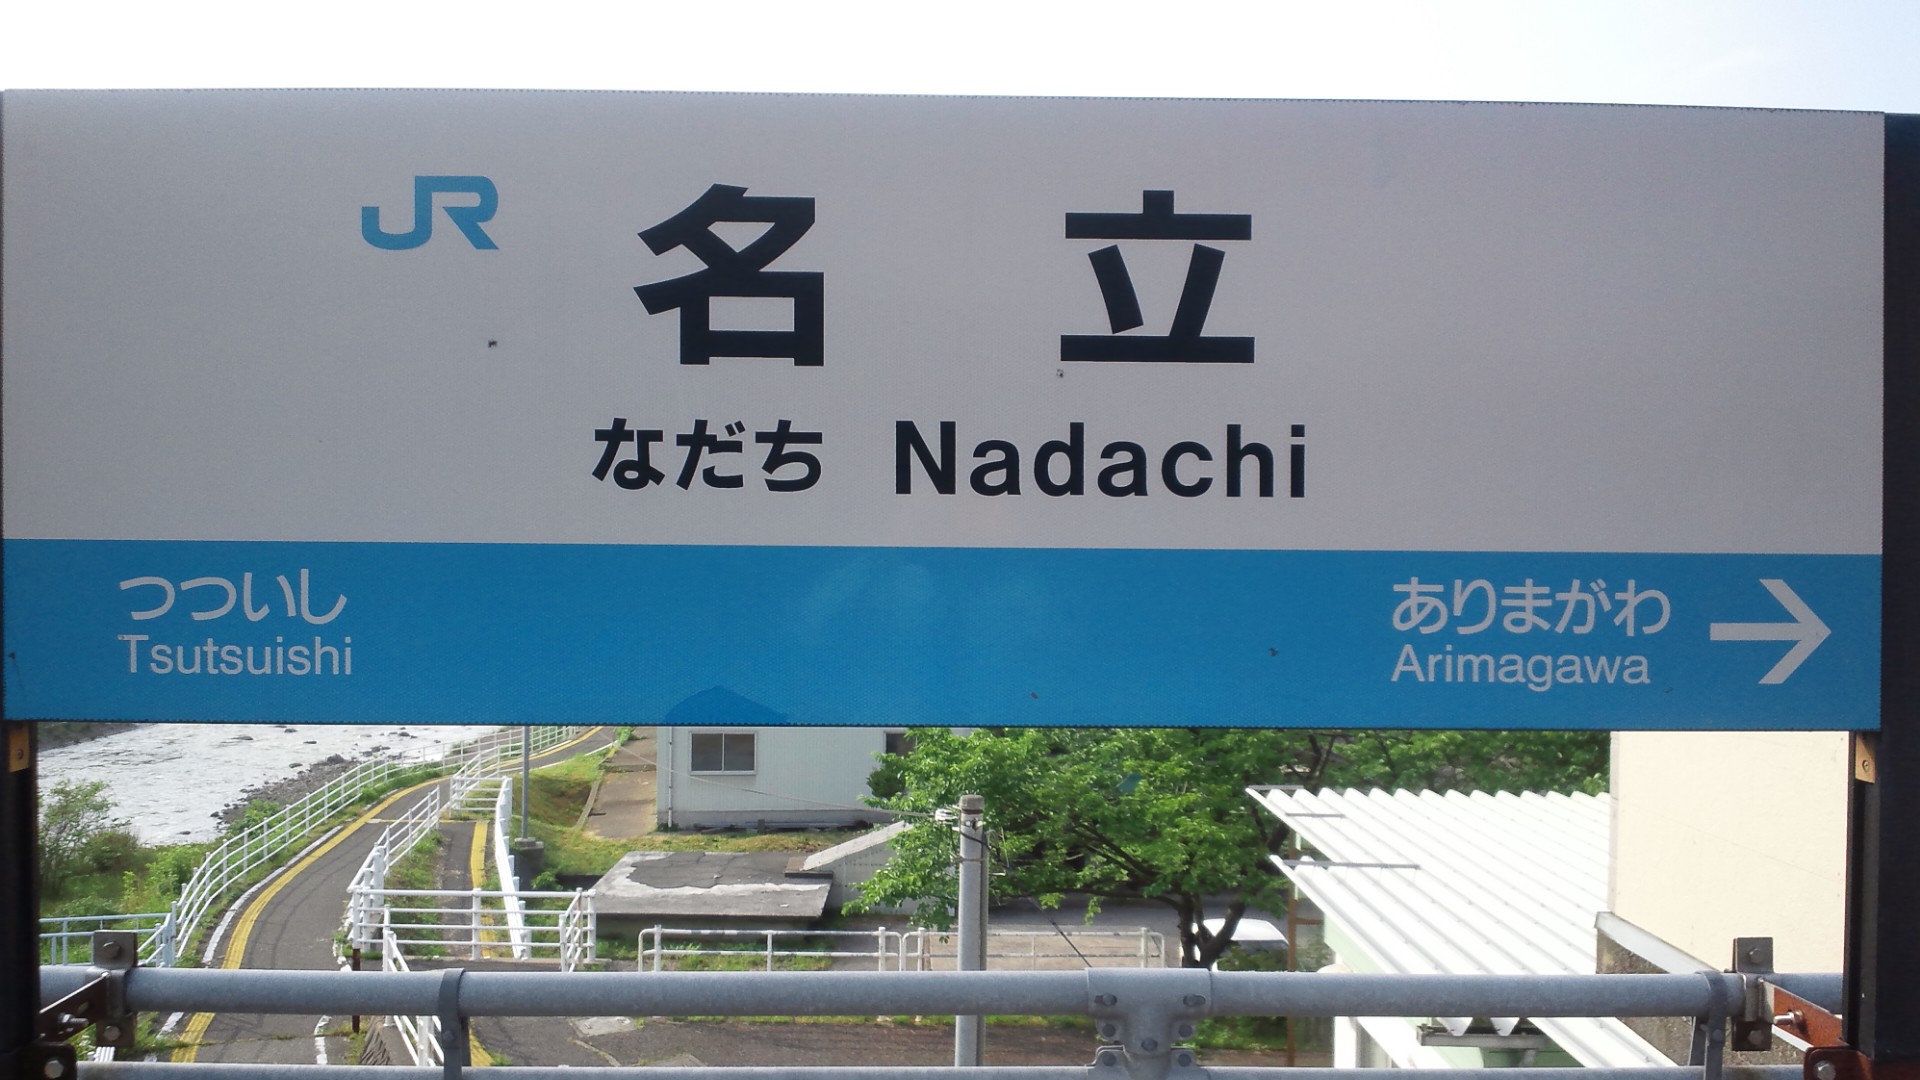 JR
名立
なだち Nadachi
つついし
Tsutsuishi
ありまがわ →
Arimagawa